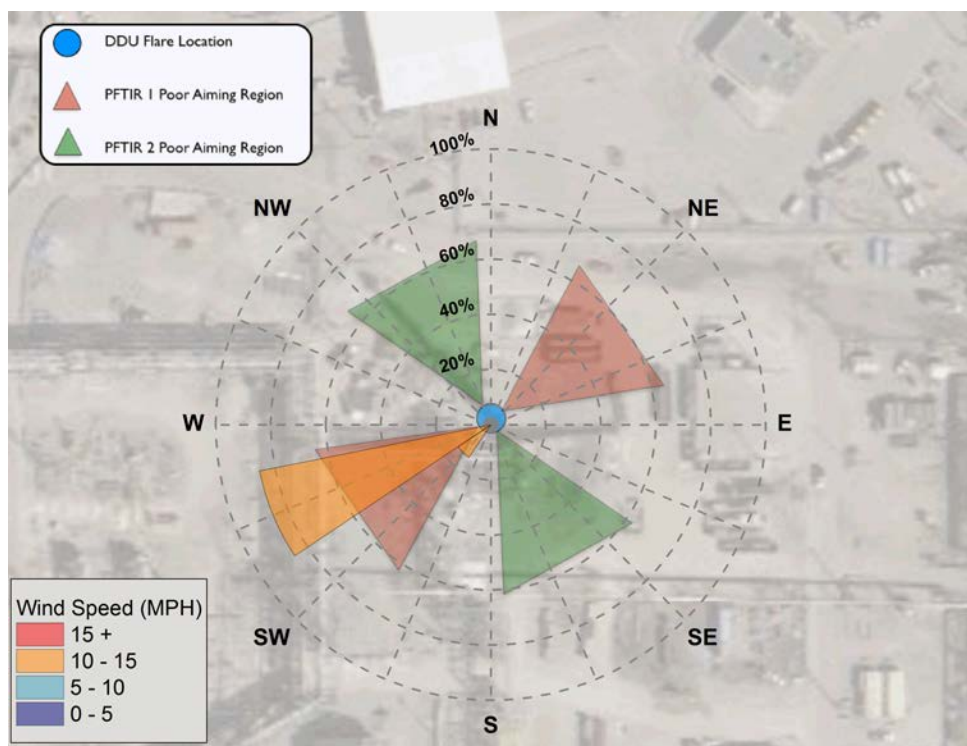 DDU Flare Location
PFTIR 1 Poor Aiming Region
PFTIR 2 Poor Aiming Region
N
100%
NW
NE
80%
60%
40%
20%
W
E
SW
SE
S
Wind Speed (MPH)
15 +
10 - 15
5 - 10
0 - 5